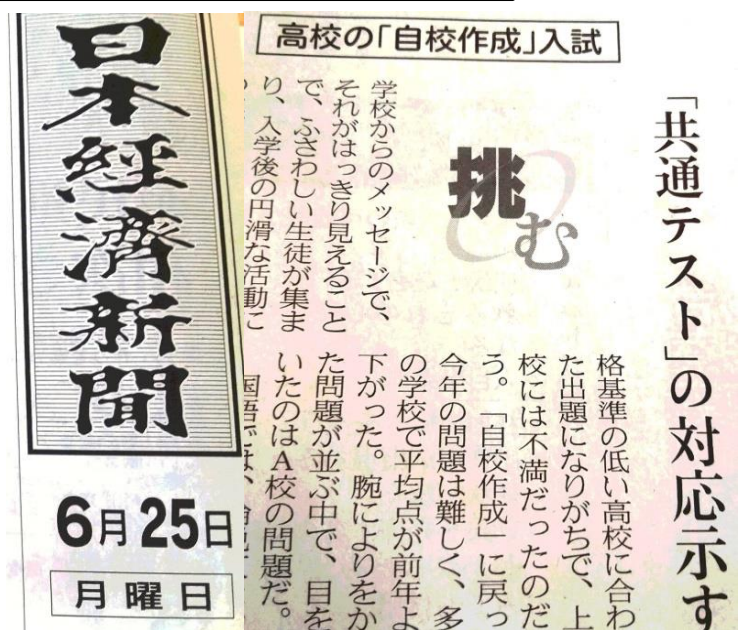 日本經濟新聞
6月25日
月曜日
高校の「自校作成」入試
「共通テスト」の対応示す
挑む
学校からのメッセージで、
それがはっきり見えること
で、ふさわしい生徒が集ま
り、入学後の円滑な活動に
格基準の低い高校に合わ
た出題になりがちで、上
校には不満だったのだ
う。「自校作成」に戻っ
今年の問題は難しく、多
の学校で平均点が前年よ
下がった。腕によりをか
た問題が並ぶ中で、目を
いたのはA校の問題だ。
国語では、